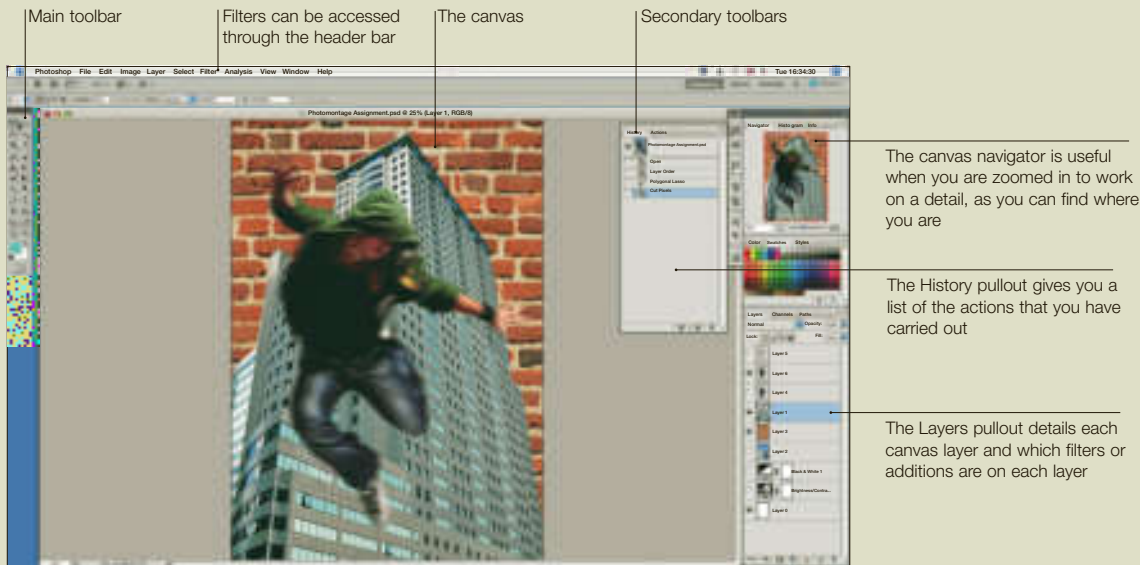 Main toolbar
Filters can be accessed
through the header bar
The canvas
Secondary toolbars
Photoshop File Edit Image Layer Select Filter Analysis View Window Help
Tue 16:34:30
Photomontage Assignment.psd @ 25% (Layer 1, RGB/8)
History Actions
Photomontage Assignment.psd
Open
Layer Order
Polygonal Lasso
Cut Pixels
Navigator Histogram Info
Color Swatches Styles
Layers Channels Paths
Normal Opacity:
Lock: Fill:
Layer 5
Layer 6
Layer 4
Layer 1
Layer 3
Layer 2
Black & White 1
Brightness/Contra...
Layer 0
The canvas navigator is useful
when you are zoomed in to work
on a detail, as you can find where
you are
The History pullout gives you a
list of the actions that you have
carried out
The Layers pullout details each
canvas layer and which filters or
additions are on each layer